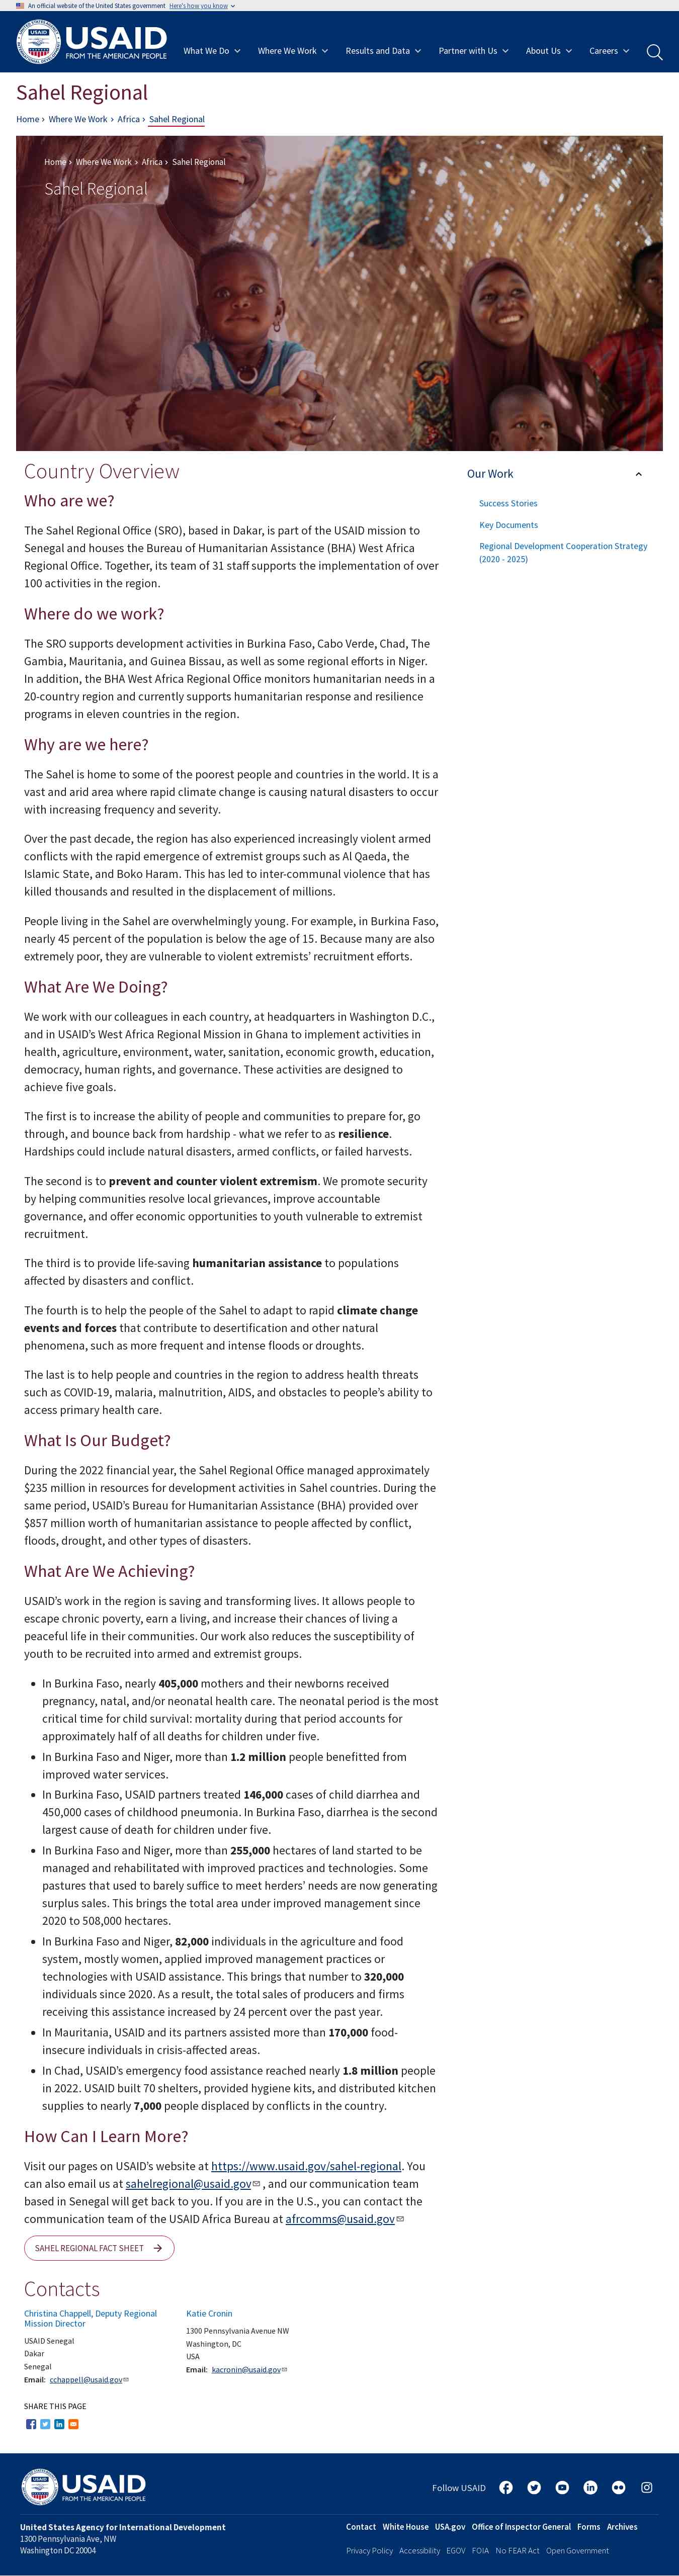 An official website of the United States government Here's how you know
USAID
FROM THE AMERICAN PEOPLE
What We Do
Where We Work
Results and Data
Partner with Us
About Us
Careers
Sahel Regional
Home › Where We Work › Africa › Sahel Regional
Home › Where We Work › Africa › Sahel Regional
Sahel Regional
Country Overview
Who are we?
The Sahel Regional Office (SRO), based in Dakar, is part of the USAID mission to
Senegal and houses the Bureau of Humanitarian Assistance (BHA) West Africa
Regional Office. Together, its team of 31 staff supports the implementation of over
100 activities in the region.
Where do we work?
The SRO supports development activities in Burkina Faso, Cabo Verde, Chad, The
Gambia, Mauritania, and Guinea Bissau, as well as some regional efforts in Niger.
In addition, the BHA West Africa Regional Office monitors humanitarian needs in a
20-country region and currently supports humanitarian response and resilience
programs in eleven countries in the region.
Why are we here?
The Sahel is home to some of the poorest people and countries in the world. It is a
vast and arid area where rapid climate change is causing natural disasters to occur
with increasing frequency and severity.
Over the past decade, the region has also experienced increasingly violent armed
conflicts with the rapid emergence of extremist groups such as Al Qaeda, the
Islamic State, and Boko Haram. This has led to inter-communal violence that has
killed thousands and resulted in the displacement of millions.
People living in the Sahel are overwhelmingly young. For example, in Burkina Faso,
nearly 45 percent of the population is below the age of 15. Because many are also
extremely poor, they are vulnerable to violent extremists' recruitment efforts.
What Are We Doing?
We work with our colleagues in each country, at headquarters in Washington D.C.,
and in USAID's West Africa Regional Mission in Ghana to implement activities in
health, agriculture, environment, water, sanitation, economic growth, education,
democracy, human rights, and governance. These activities are designed to
achieve five goals.
The first is to increase the ability of people and communities to prepare for, go
through, and bounce back from hardship - what we refer to as resilience.
Hardships could include natural disasters, armed conflicts, or failed harvests.
The second is to prevent and counter violent extremism. We promote security
by helping communities resolve local grievances, improve accountable
governance, and offer economic opportunities to youth vulnerable to extremist
recruitment.
The third is to provide life-saving humanitarian assistance to populations
affected by disasters and conflict.
The fourth is to help the people of the Sahel to adapt to rapid climate change
events and forces that contribute to desertification and other natural
phenomena, such as more frequent and intense floods or droughts.
The last is to help people and countries in the region to address health threats
such as COVID-19, malaria, malnutrition, AIDS, and obstacles to people's ability to
access primary health care.
What Is Our Budget?
During the 2022 financial year, the Sahel Regional Office managed approximately
$235 million in resources for development activities in Sahel countries. During the
same period, USAID's Bureau for Humanitarian Assistance (BHA) provided over
$857 million worth of humanitarian assistance to people affected by conflict,
floods, drought, and other types of disasters.
What Are We Achieving?
USAID's work in the region is saving and transforming lives. It allows people to
escape chronic poverty, earn a living, and increase their chances of living a
peaceful life in their communities. Our work also reduces the susceptibility of
youth to be recruited into armed and extremist groups.
• In Burkina Faso, nearly 405,000 mothers and their newborns received
pregnancy, natal, and/or neonatal health care. The neonatal period is the most
critical time for child survival: mortality during that period accounts for
approximately half of all deaths for children under five.
• In Burkina Faso and Niger, more than 1.2 million people benefitted from
improved water services.
• In Burkina Faso, USAID partners treated 146,000 cases of child diarrhea and
450,000 cases of childhood pneumonia. In Burkina Faso, diarrhea is the second
largest cause of death for children under five.
• In Burkina Faso and Niger, more than 255,000 hectares of land started to be
managed and rehabilitated with improved practices and technologies. Some
pastures that used to barely suffice to meet herders' needs are now generating
surplus sales. This brings the total area under improved management since
2020 to 508,000 hectares.
• In Burkina Faso and Niger, 82,000 individuals in the agriculture and food
system, mostly women, applied improved management practices or
technologies with USAID assistance. This brings that number to 320,000
individuals since 2020. As a result, the total sales of producers and firms
receiving this assistance increased by 24 percent over the past year.
• In Mauritania, USAID and its partners assisted more than 170,000 food-
insecure individuals in crisis-affected areas.
• In Chad, USAID's emergency food assistance reached nearly 1.8 million people
in 2022. USAID built 70 shelters, provided hygiene kits, and distributed kitchen
supplies to nearly 7,000 people displaced by conflicts in the country.
How Can I Learn More?
Visit our pages on USAID's website at https://www.usaid.gov/sahel-regional. You
can also email us at sahelregional@usaid.gov , and our communication team
based in Senegal will get back to you. If you are in the U.S., you can contact the
communication team of the USAID Africa Bureau at afrcomms@usaid.gov
SAHEL REGIONAL FACT SHEET →
Our Work
Success Stories
Key Documents
Regional Development Cooperation Strategy
(2020 - 2025)
Contacts
Christina Chappell, Deputy Regional
Mission Director
USAID Senegal
Dakar
Senegal
Email: cchappell@usaid.gov
Katie Cronin
1300 Pennsylvania Avenue NW
Washington, DC
USA
Email: kacronin@usaid.gov
SHARE THIS PAGE
USAID
FROM THE AMERICAN PEOPLE
Follow USAID
United States Agency for International Development
1300 Pennsylvania Ave, NW
Washington DC 20004
Contact White House USA.gov Office of Inspector General Forms Archives
Privacy Policy Accessibility EGOV FOIA No FEAR Act Open Government